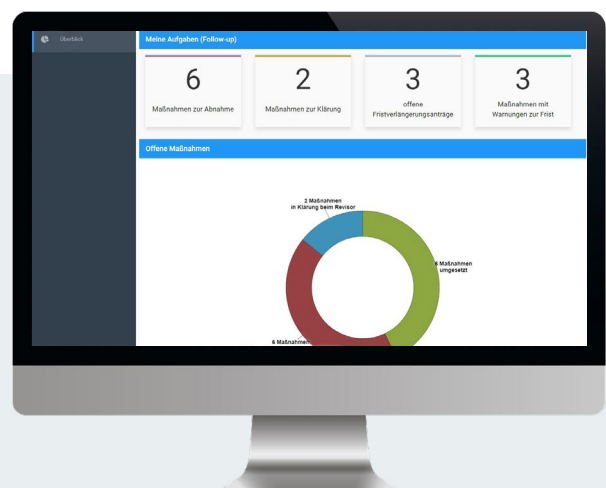 Überblick
Meine Aufgaben (Follow-up)
6
Maßnahmen zur Abnahme
2
Maßnahmen zur Klärung
3
offene
Fristverlängerungsanträge
3
Maßnahmen mit
Warnungen zur Frist
Offene Maßnahmen
2 Maßnahmen
in Klärung beim Revisor
6 Maßnahmen
umgesetzt
6 Maßnahmen